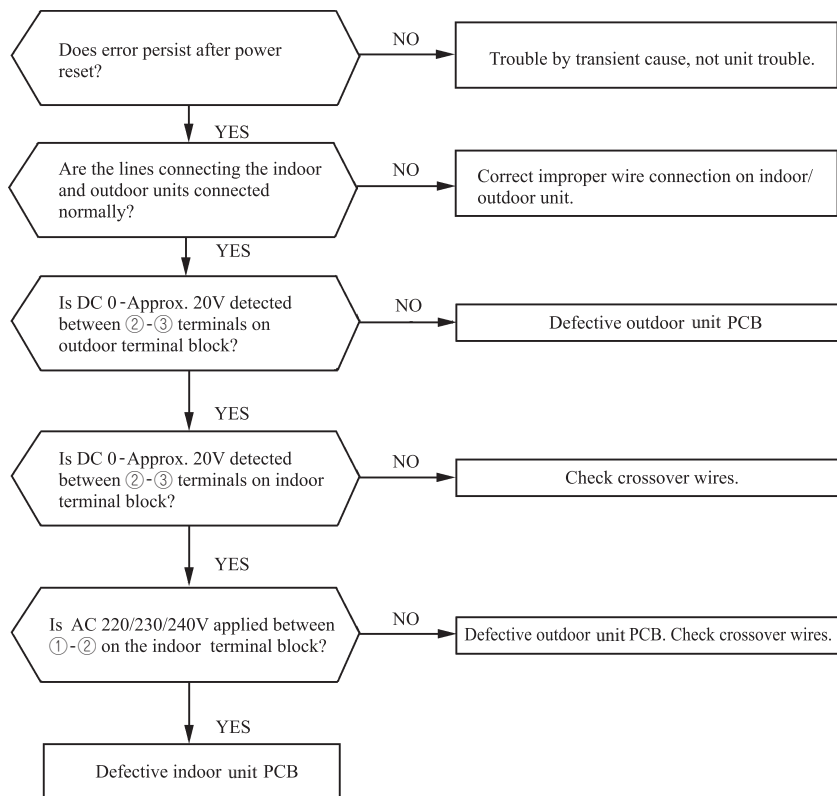 Does error persist after power
reset?
NO
Trouble by transient cause, not unit trouble.
YES
Are the lines connecting the indoor
and outdoor units connected
normally?
NO
Correct improper wire connection on indoor/
outdoor unit.
YES
Is DC 0-Approx. 20V detected
between ②-③ terminals on
outdoor terminal block?
NO
Defective outdoor unit PCB
YES
Is DC 0-Approx. 20V detected
between ②-③ terminals on indoor
terminal block?
NO
Check crossover wires.
YES
Is AC 220/230/240V applied between
①-② on the indoor terminal block?
NO
Defective outdoor unit PCB. Check crossover wires.
YES
Defective indoor unit PCB